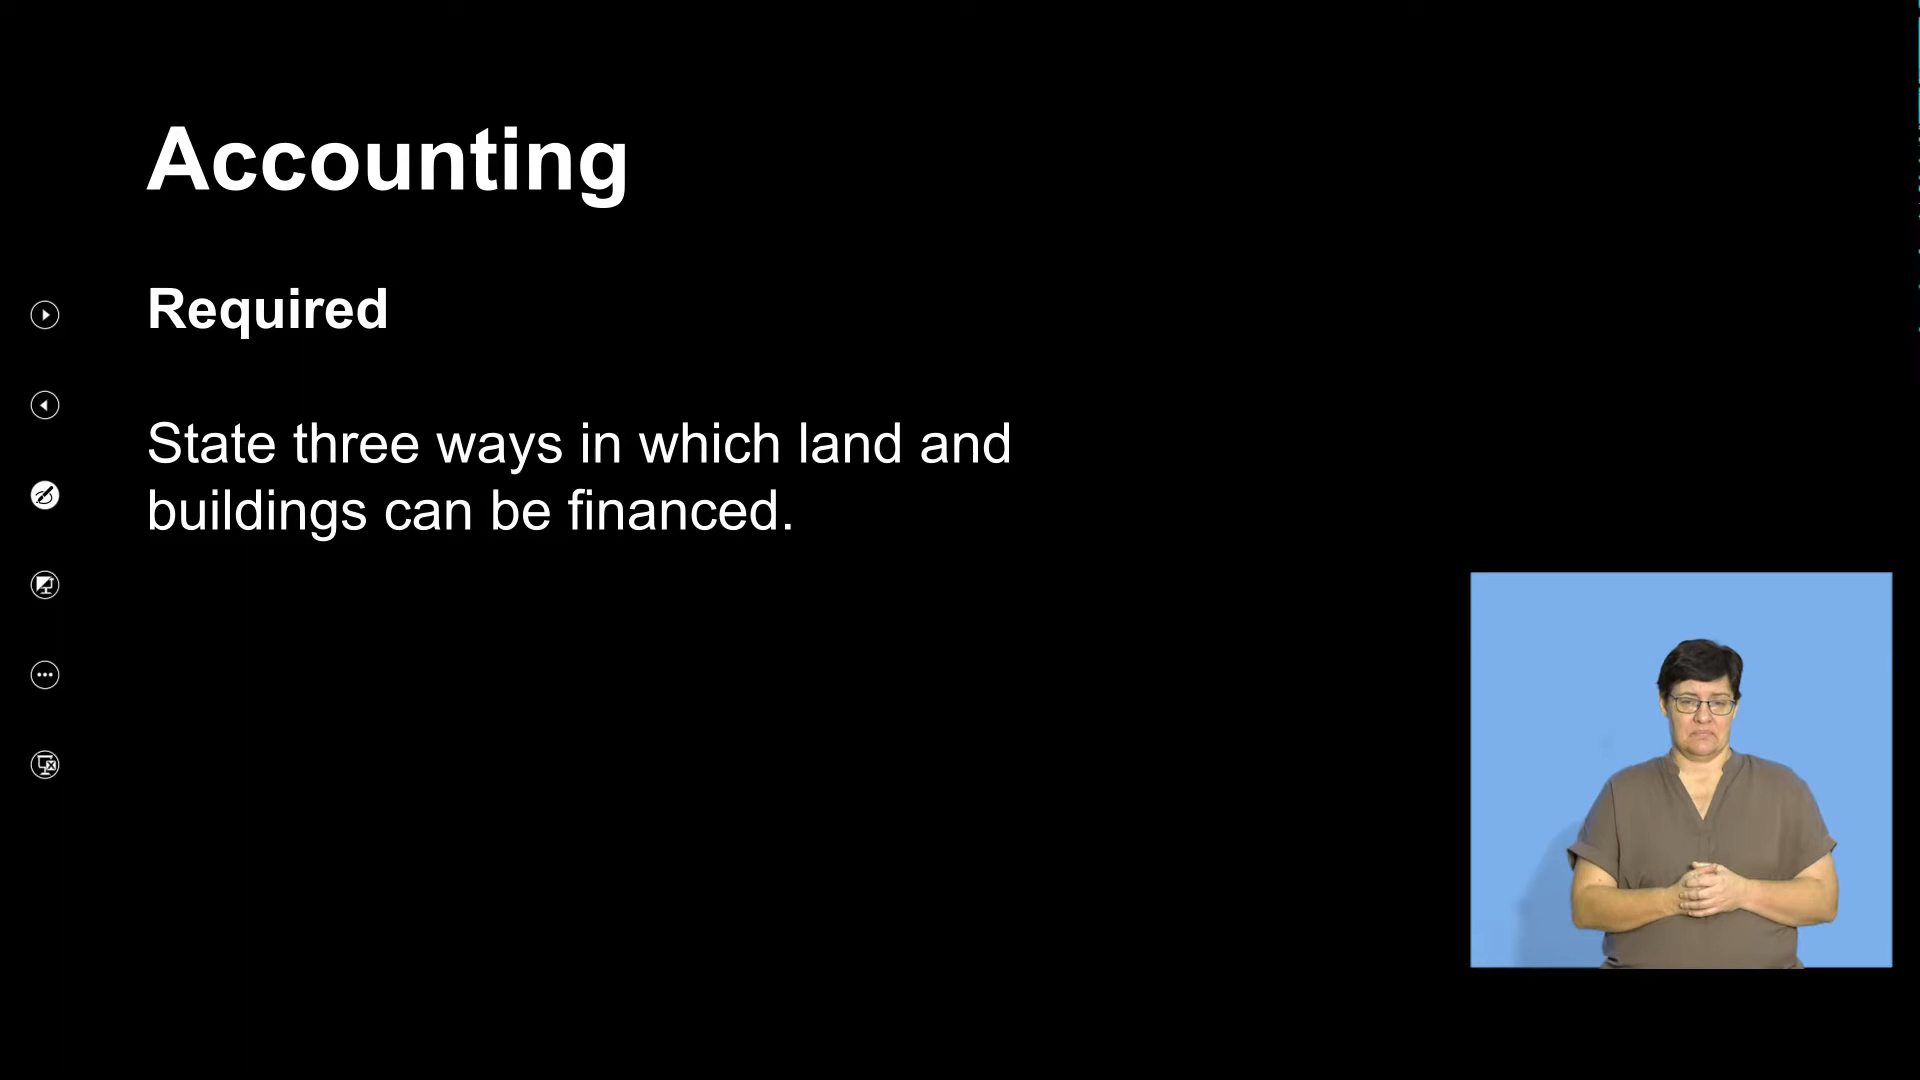 Accounting
Required
State three ways in which land and
buildings can be financed.